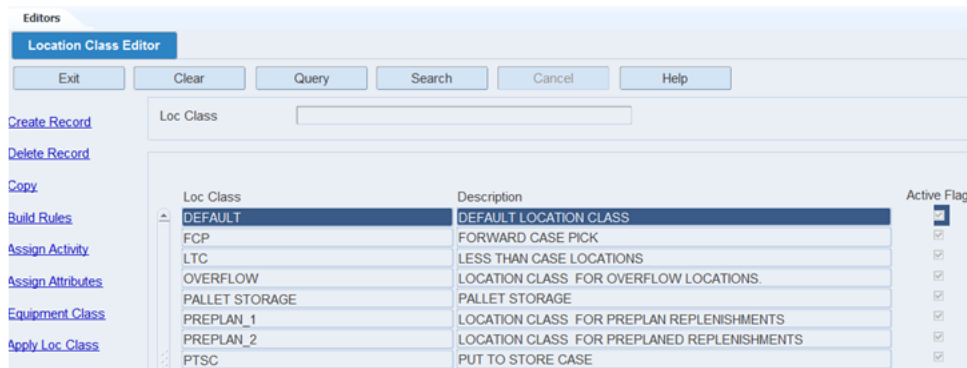 Editors
Location Class Editor
Exit Clear Query Search Cancel Help
Create Record
Loc Class
Delete Record
Copy
Build Rules
Assign Activity
Assign Attributes
Equipment Class
Apply Loc Class
Loc Class Description Active Flag
DEFAULT DEFAULT LOCATION CLASS
FCP FORWARD CASE PICK
LTC LESS THAN CASE LOCATIONS
OVERFLOW LOCATION CLASS FOR OVERFLOW LOCATIONS.
PALLET STORAGE PALLET STORAGE
PREPLAN_1 LOCATION CLASS FOR PREPLAN REPLENISHMENTS
PREPLAN_2 LOCATION CLASS FOR PREPLANED REPLENISHMENTS
PTSC PUT TO STORE CASE